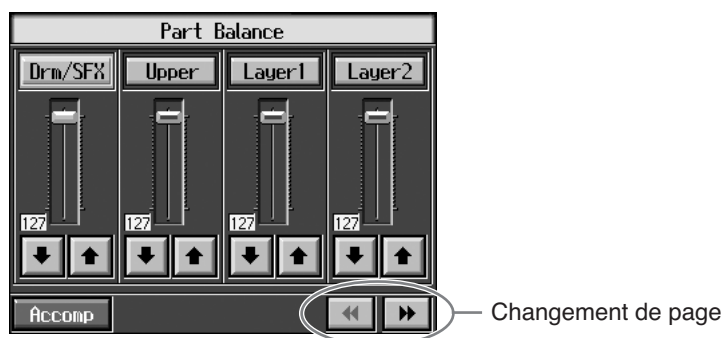 Part Balance
Drm/SFX Upper Layer1 Layer2
127 127 127 127
Accomp
Changement de page